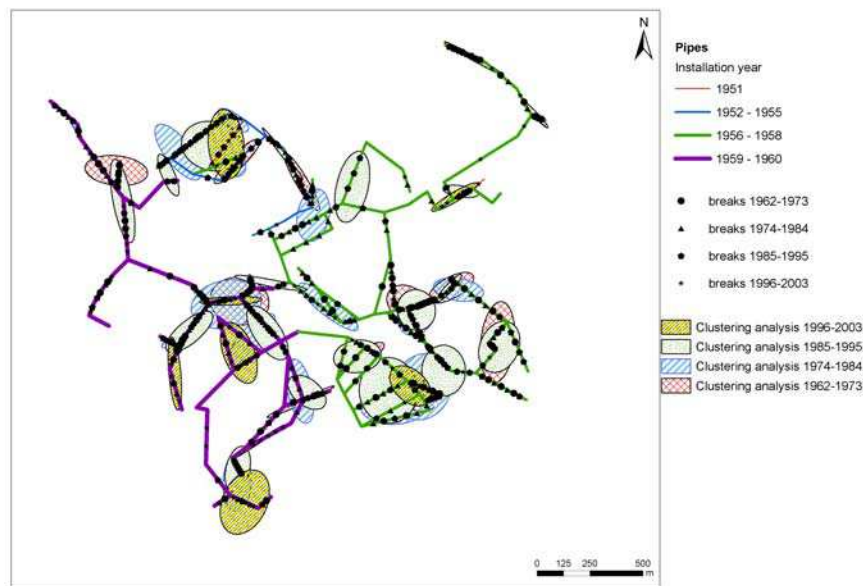 N
Pipes
Installation year
1951
1952 - 1955
1956 - 1958
1959 - 1960
breaks 1962-1973
breaks 1974-1984
breaks 1985-1995
breaks 1996-2003
Clustering analysis 1996-2003
Clustering analysis 1985-1995
Clustering analysis 1974-1984
Clustering analysis 1962-1973
0 125 250 500
m